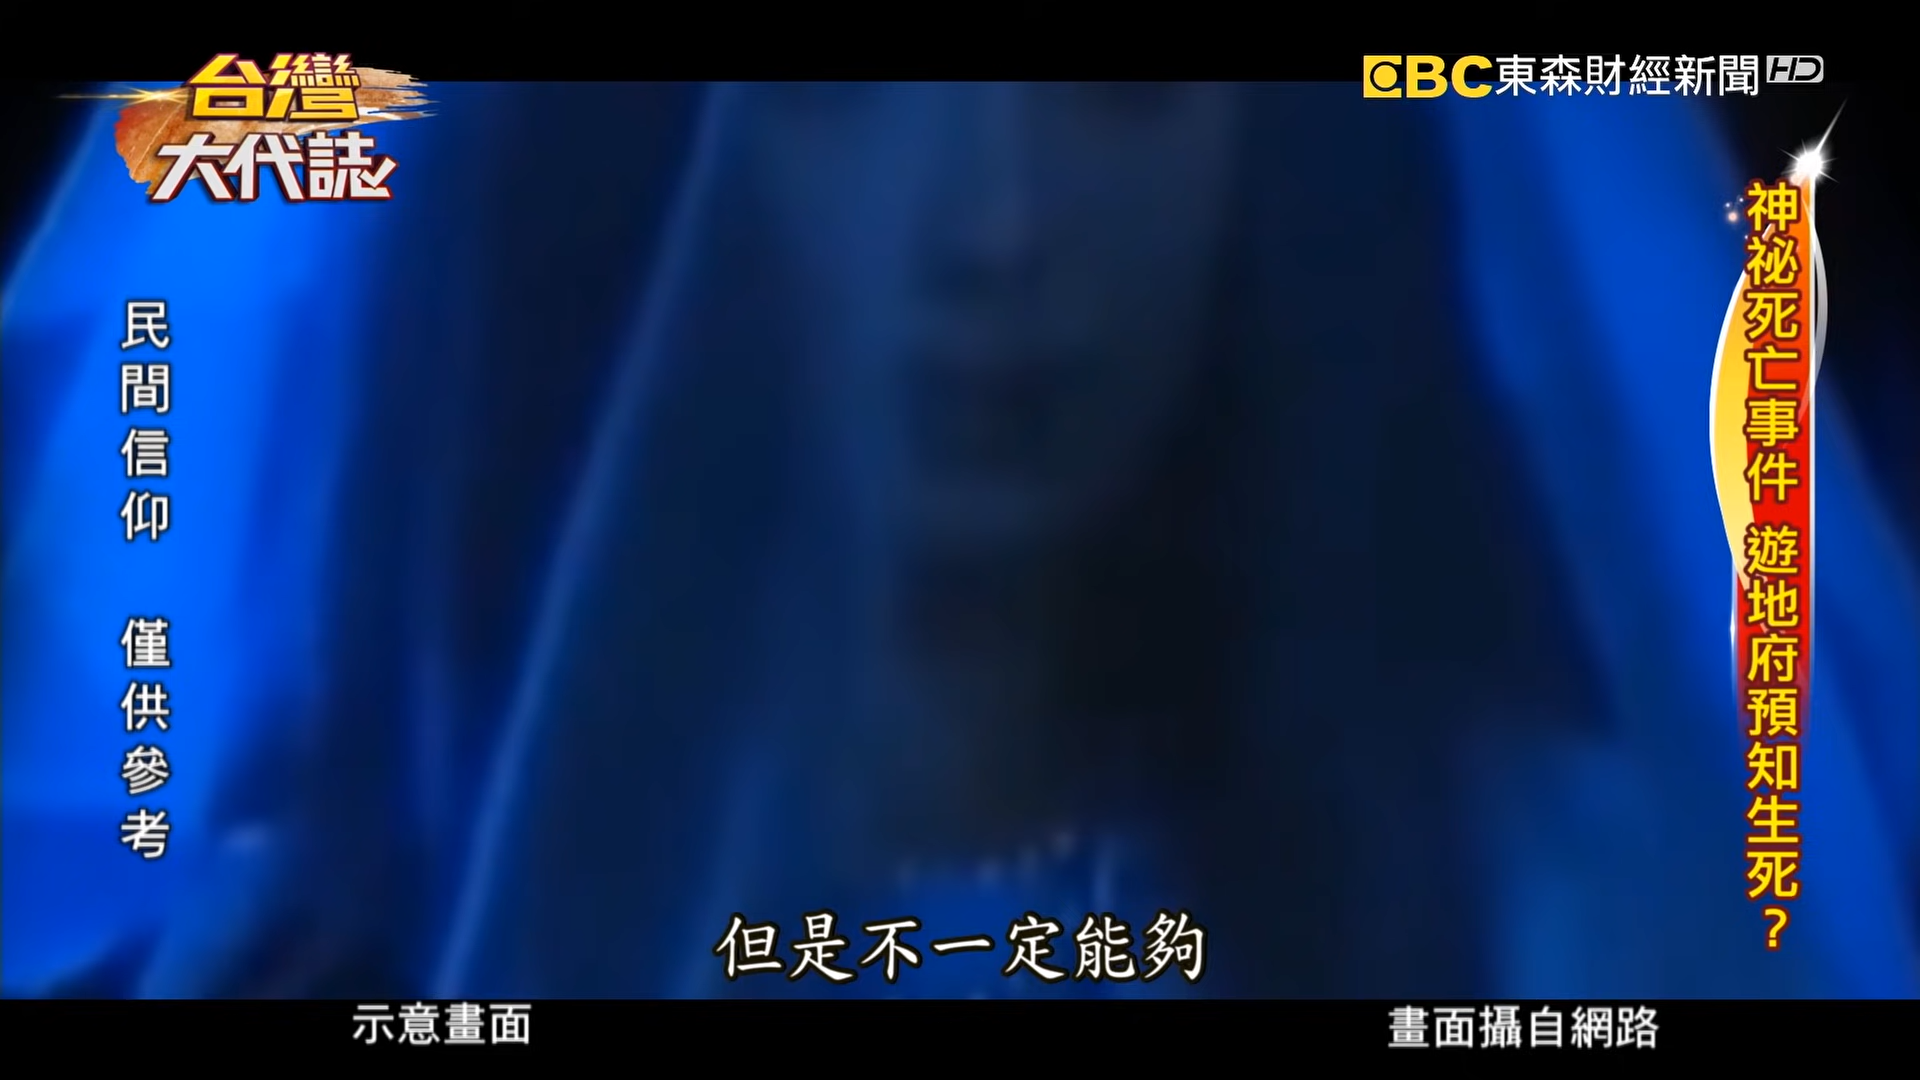 台灣
大代誌
EBC東森財經新聞HD
神祕死亡事件 遊地府預知生死？
民間信仰 僅供參考
但是不一定能夠
示意畫面
畫面攝自網路